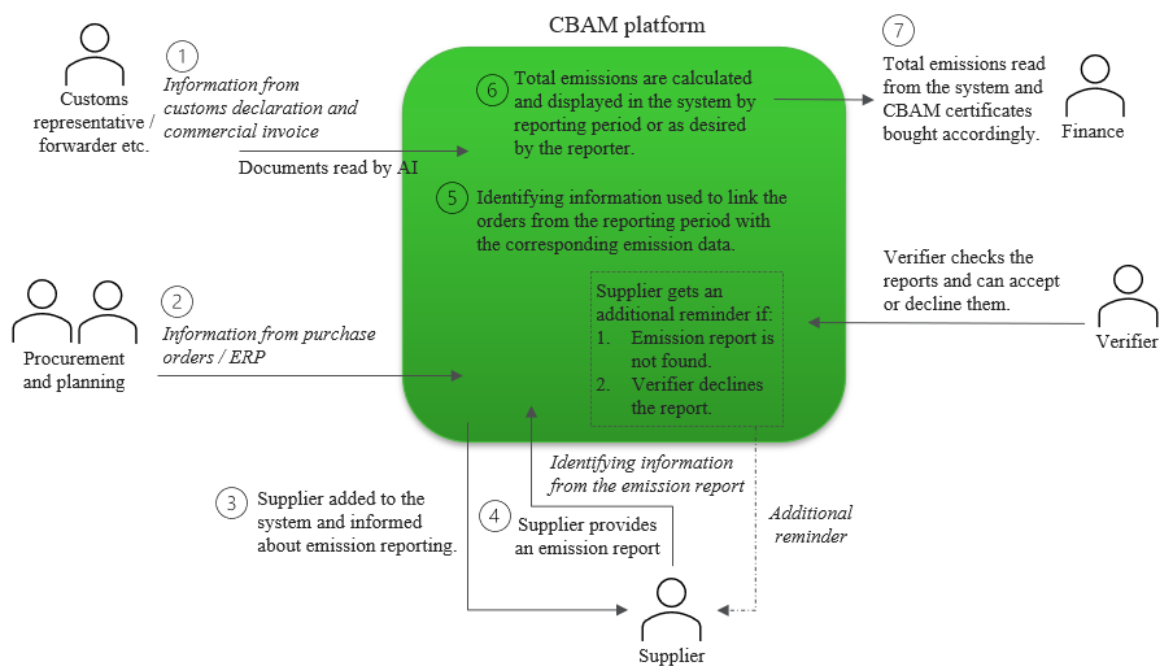 CBAM platform
1
Information from
customs declaration and
commercial invoice
Customs
representative /
forwarder etc.
Documents read by AI
6
Total emissions are calculated
and displayed in the system by
reporting period or as desired
by the reporter.
7
Total emissions read
from the system and
CBAM certificates
bought accordingly.
Finance
5
Identifying information used to link the
orders from the reporting period with
the corresponding emission data.
2
Information from purchase
orders / ERP
Procurement
and planning
Supplier gets an
additional reminder if:
1. Emission report is
not found.
2. Verifier declines
the report.
Verifier checks the
reports and can accept
or decline them.
Verifier
3
Supplier added to the
system and informed
about emission reporting.
Identifying information
from the emission report
4
Supplier provides
an emission report
Additional
reminder
Supplier